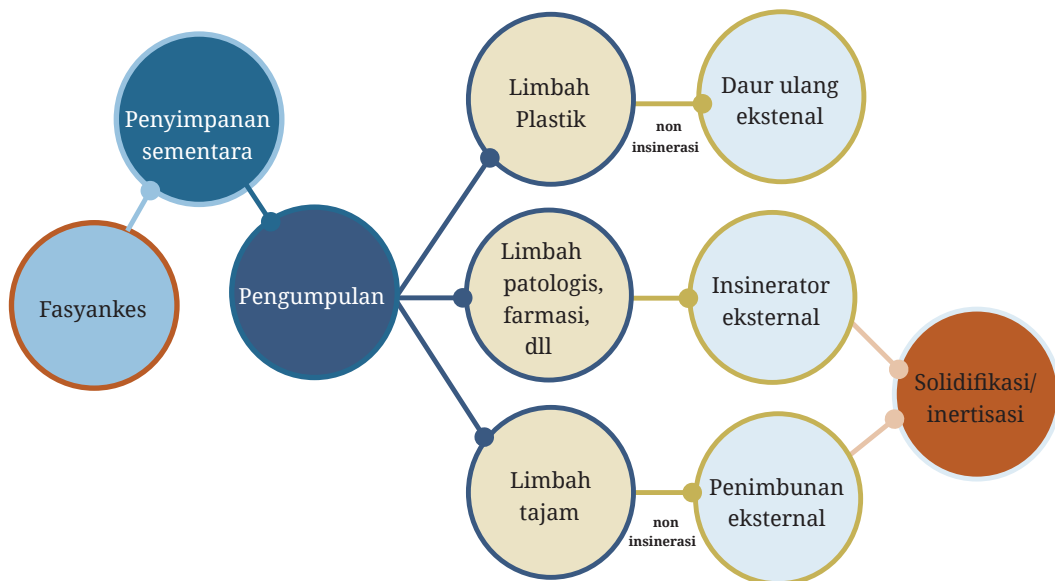 Fasyankes
Penyimpanan
sementara
Pengumpulan
Limbah
Plastik
non
insinerasi
Daur ulang
ekstenal
Limbah
patologis,
farmasi,
dll
Insinerator
eksternal
Limbah
tajam
non
insinerasi
Penimbunan
eksternal
Solidifikasi/
inertisasi